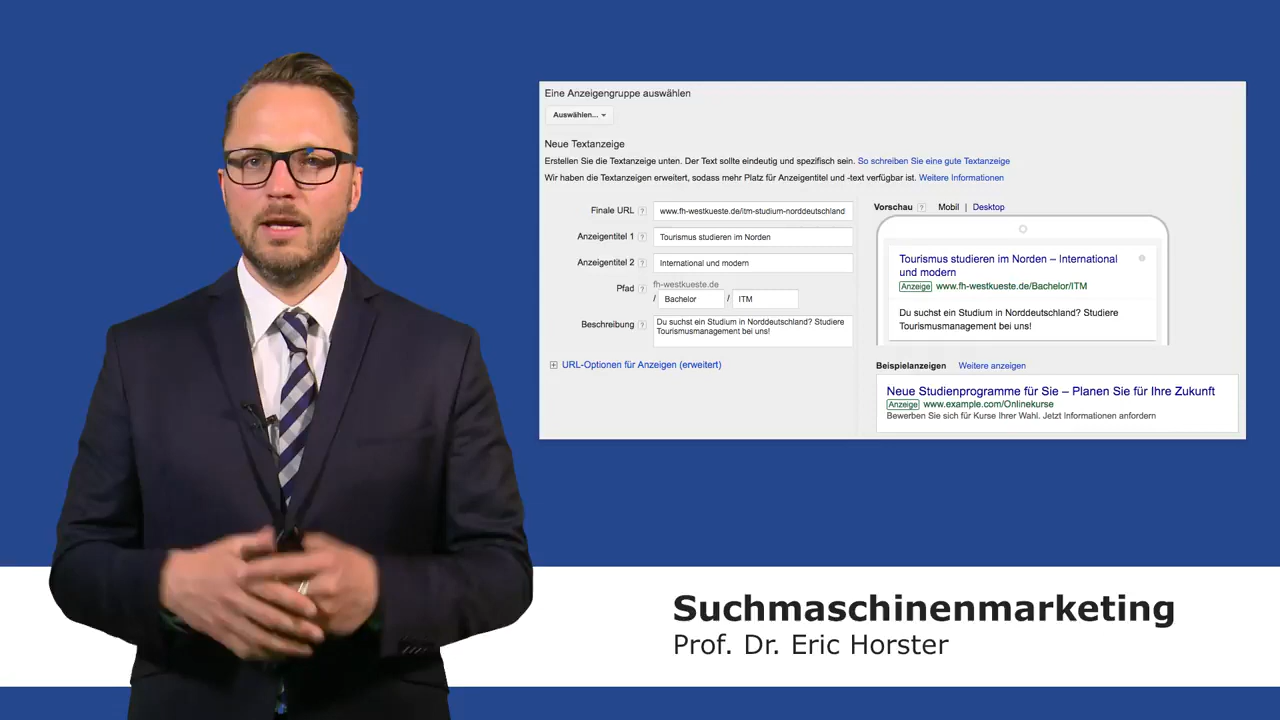 Eine Anzeigengruppe auswählen
Auswählen...
Neue Textanzeige
Erstellen Sie die Textanzeige unten. Der Text sollte eindeutig und spezifisch sein. So schreiben Sie eine gute Textanzeige
Wir haben die Textanzeigen erweitert, sodass mehr Platz für Anzeigentitel und -text verfügbar ist. Weitere Informationen
Finale URL ? www.fh-westkueste.de/itm-studium-norddeutschland
Anzeigentitel 1 ? Tourismus studieren im Norden
Anzeigentitel 2 ? International und modern
Pfad ? fh-westkueste.de
/ Bachelor / ITM
Beschreibung ? Du suchst ein Studium in Norddeutschland? Studiere
Tourismusmanagement bei uns!
URL-Optionen für Anzeigen (erweitert)
Vorschau ? Mobil | Desktop
Tourismus studieren im Norden – International
und modern
Anzeige www.fh-westkueste.de/Bachelor/ITM
Du suchst ein Studium in Norddeutschland? Studiere
Tourismusmanagement bei uns!
Beispielanzeigen Weitere anzeigen
Neue Studienprogramme für Sie – Planen Sie für Ihre Zukunft
Anzeige www.example.com/Onlinekurse
Bewerben Sie sich für Kurse Ihrer Wahl. Jetzt Informationen anfordern
Suchmaschinenmarketing
Prof. Dr. Eric Horster